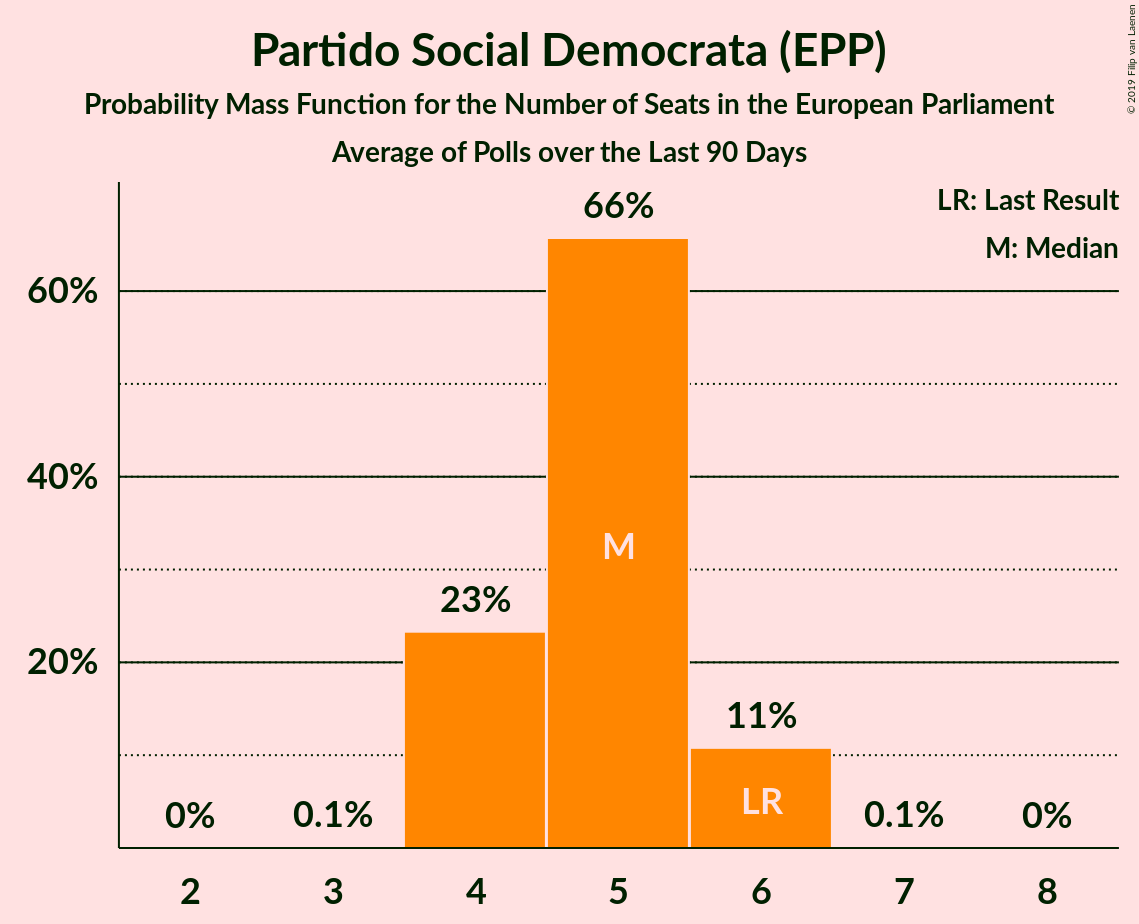 Partido Social Democrata (EPP)
Probability Mass Function for the Number of Seats in the European Parliament
Average of Polls over the Last 90 Days
© 2019 Filip van Laenen
LR: Last Result
M: Median
66%
60%
40%
M
23%
20%
11%
LR
0%
0.1%
0.1%
0%
2 3 4 5 6 7 8